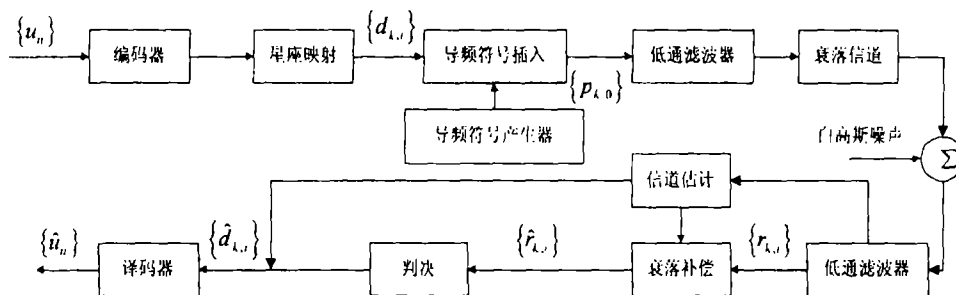 {u_n}
编码器
星座映射
{d_{k,i}}
导频符号插入
{p_{k,0}}
低通滤波器
衰落信道
导频符号产生器
白高斯噪声
Σ
信道估计
{û_n}
译码器
{d̂_{k,i}}
判决
{r̂_{k,i}}
衰落补偿
{r_{k,i}}
低通滤波器